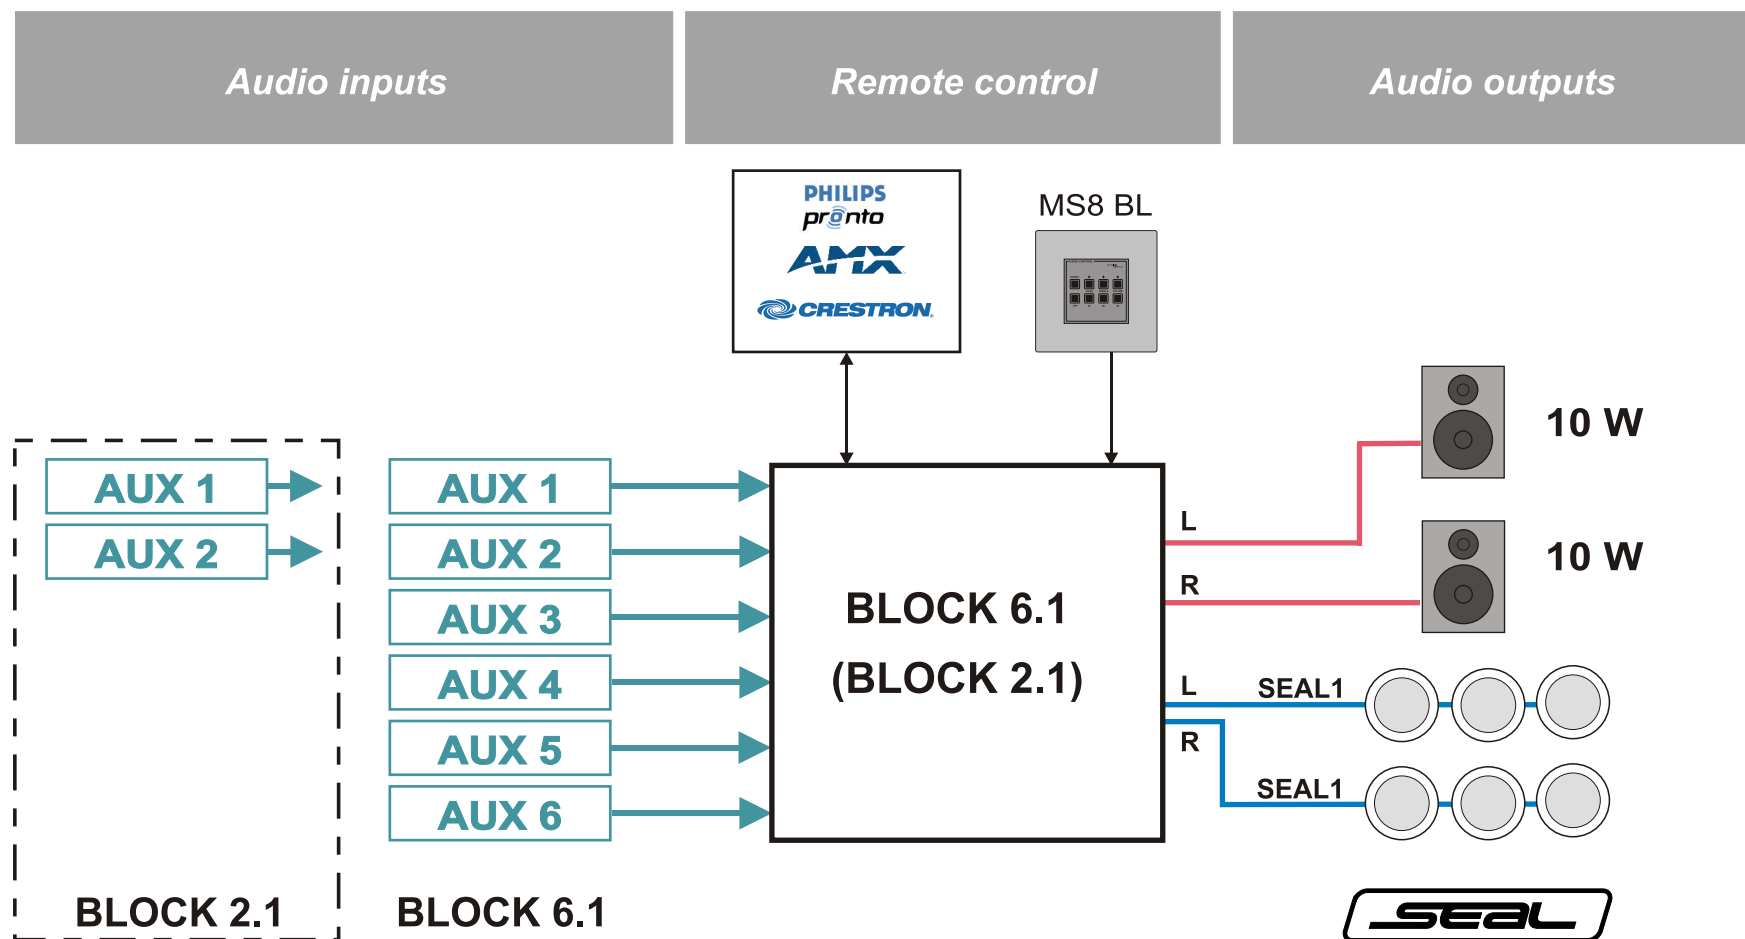 Audio inputs
Remote control
Audio outputs
PHILIPS
pronto
AMX
CRESTRON
MS8 BL
AUX 1
AUX 2
BLOCK 2.1
AUX 1
AUX 2
AUX 3
AUX 4
AUX 5
AUX 6
BLOCK 6.1
BLOCK 6.1
(BLOCK 2.1)
L
R
L
R
10 W
10 W
SEAL1
SEAL1
SEAL